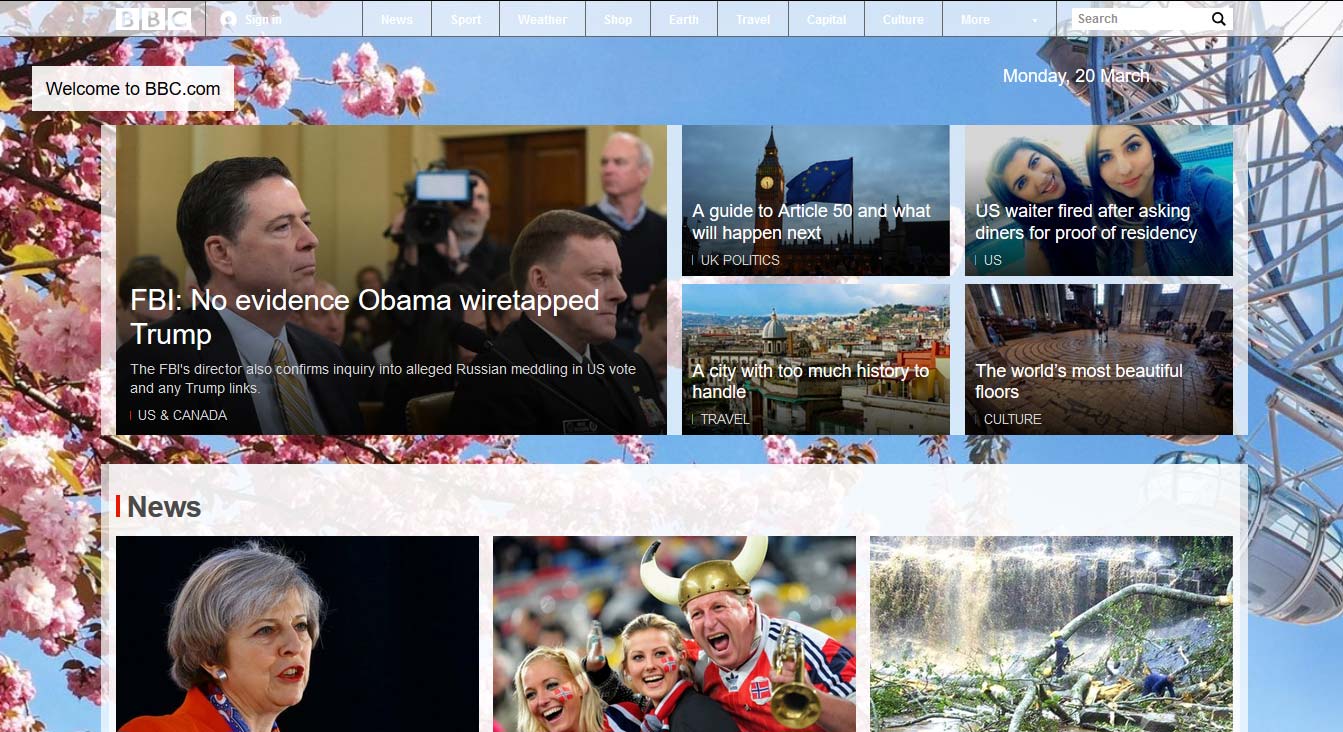 BBC
Sign in
News
Sport
Weather
Shop
Earth
Travel
Capital
Culture
More
Search
Welcome to BBC.com
Monday, 20 March
FBI: No evidence Obama wiretapped
Trump
The FBI's director also confirms inquiry into alleged Russian meddling in US vote
and any Trump links.
US & CANADA
A guide to Article 50 and what
will happen next
UK POLITICS
US waiter fired after asking
diners for proof of residency
US
A city with too much history to
handle
TRAVEL
The world's most beautiful
floors
CULTURE
News